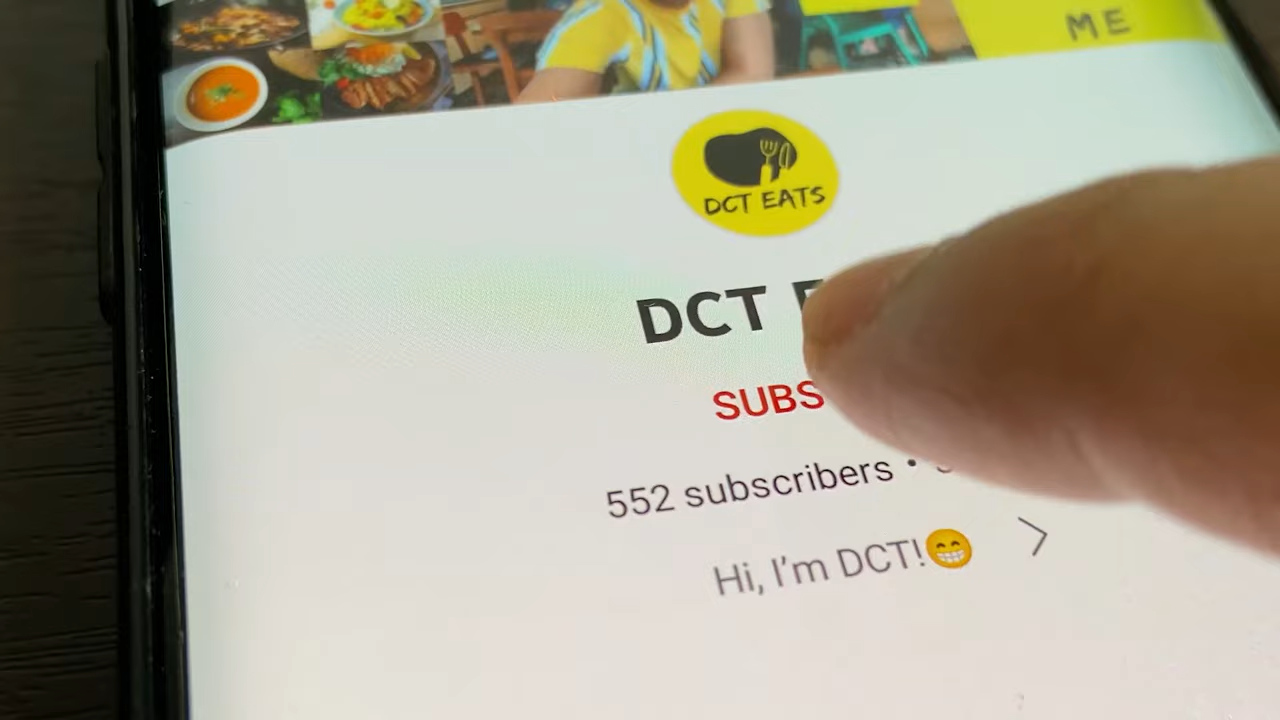 ME
DCT EATS
DCT
SUBS
552 subscribers •
Hi, I'm DCT!😁